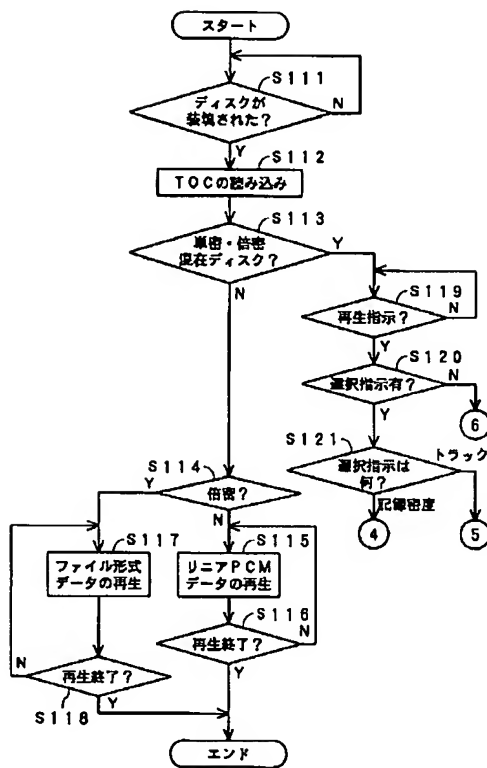 スタート
S111
ディスクが
装填された?
N
Y
S112
TOCの読み込み
S113
単密・倍密
混在ディスク?
Y
N
S119
再生指示?
N
Y
S120
選択指示有?
N
Y
6
S121
選択指示は
何?
トラック
記録密度
4
5
S114
Y
倍密?
N
S117
ファイル形式
データの再生
S115
リニアPCM
データの再生
S116
再生終了?
N
Y
N
再生終了?
Y
S118
エンド